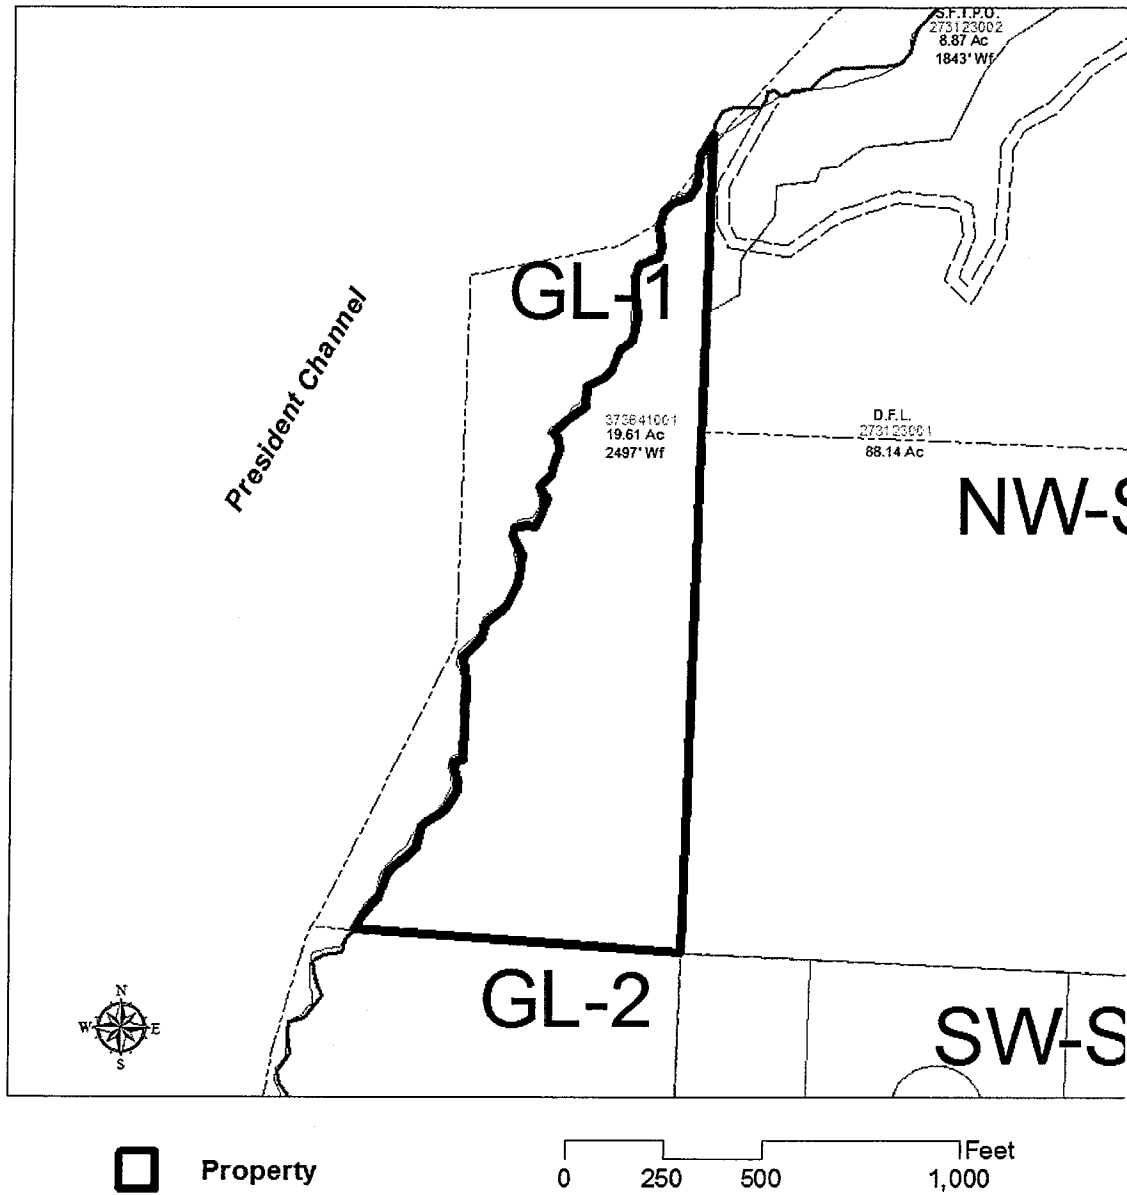 S.F.T.P.O.
273123002
8.87 Ac
1843' Wf
GL-1
President Channel
373641001
19.61 Ac
2497' Wf
D.F.L.
273123001
88.14 Ac
NW-S
GL-2
SW-S
N
W E
S
Property
Feet
0 250 500 1,000